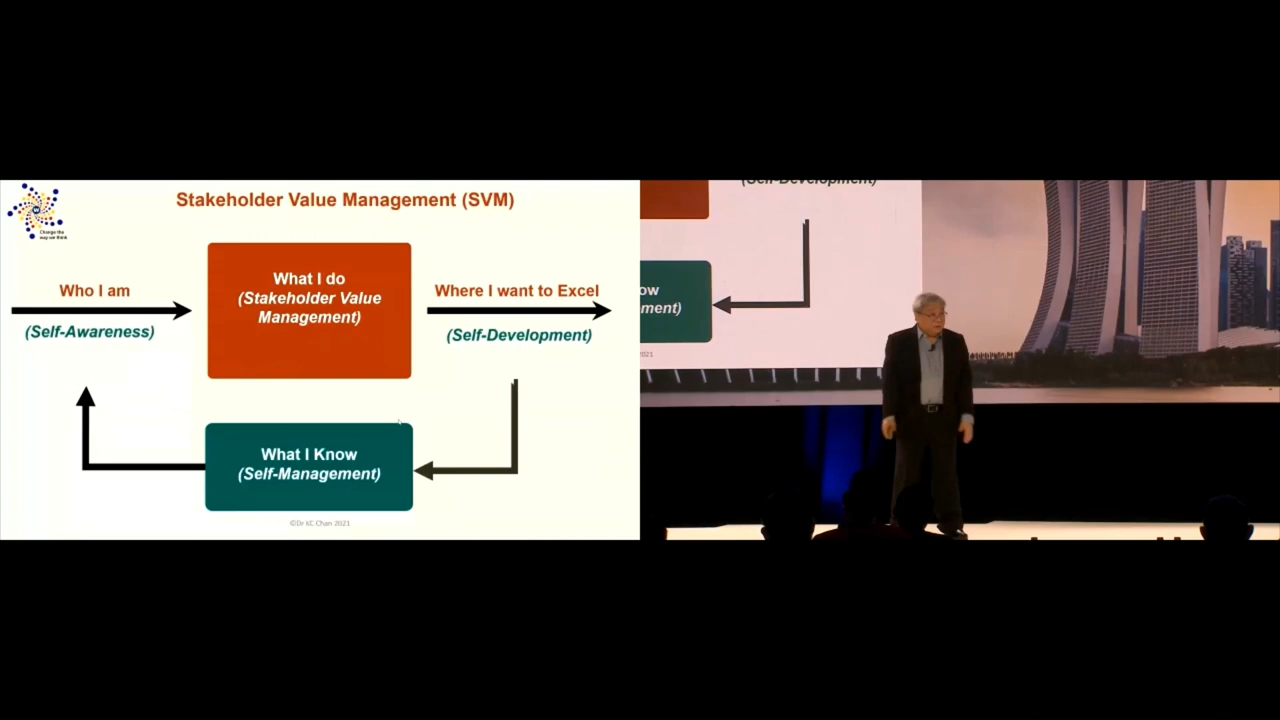 Stakeholder Value Management (SVM)
Change the
way we think
Who I am
(Self-Awareness)
What I do
(Stakeholder Value
Management)
Where I want to Excel
(Self-Development)
What I Know
(Self-Management)
©Dr KC Chan 2021
(Self-Development)
ow
ment)
2021